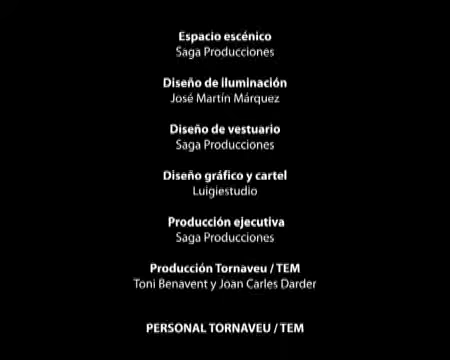 Espacio escénico
Saga Producciones
Diseño de iluminación
José Martín Márquez
Diseño de vestuario
Saga Producciones
Diseño gráfico y cartel
Luigiestudio
Producción ejecutiva
Saga Producciones
Producción Tornaveu / TEM
Toni Benavent y Joan Carles Darder
PERSONAL TORNAVEU / TEM